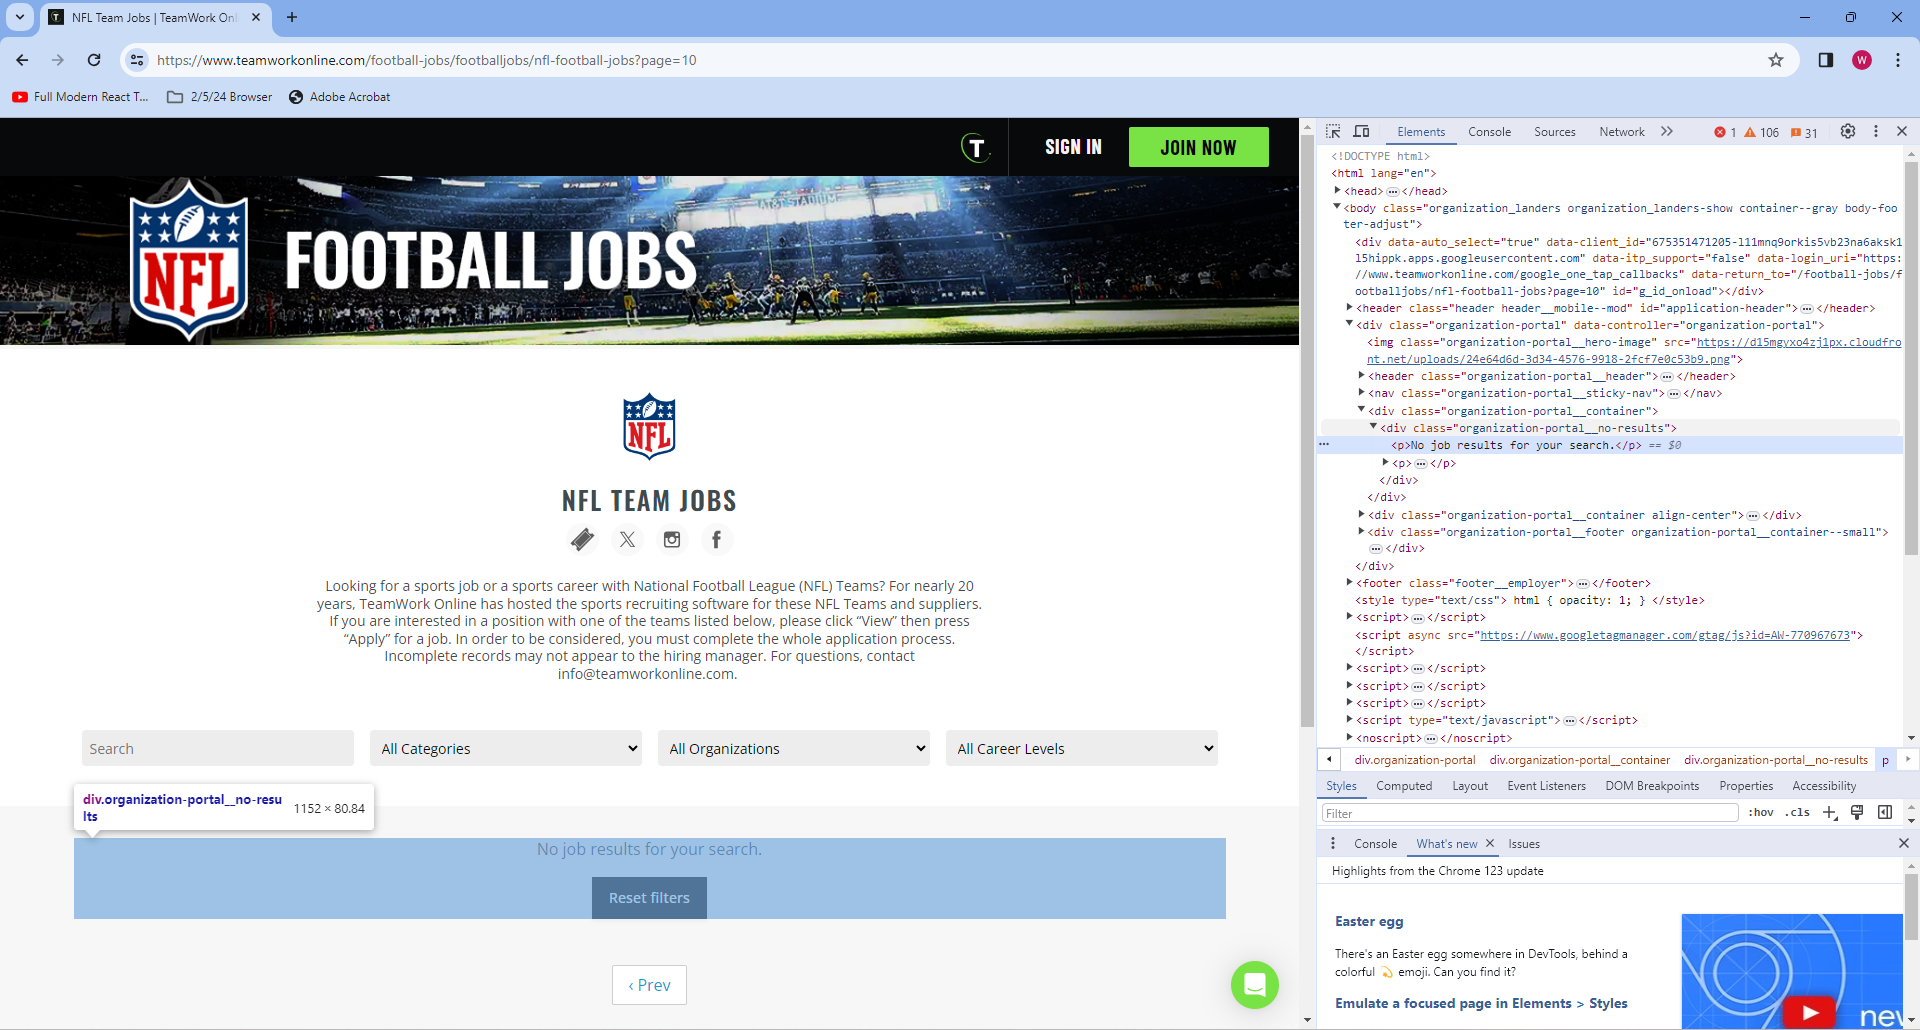 NFL Team Jobs | TeamWork Onl
https://www.teamworkonline.com/football-jobs/footballjobs/nfl-football-jobs?page=10
W
Full Modern React T...
2/5/24 Browser
Adobe Acrobat
T
SIGN IN
JOIN NOW
AT&T STADIUM
NFL
FOOTBALL JOBS
NFL
NFL TEAM JOBS
Looking for a sports job or a sports career with National Football League (NFL) Teams? For nearly 20
years, TeamWork Online has hosted the sports recruiting software for these NFL Teams and suppliers.
If you are interested in a position with one of the teams listed below, please click “View” then press
“Apply” for a job. In order to be considered, you must complete the whole application process.
Incomplete records may not appear to the hiring manager. For questions, contact
info@teamworkonline.com.
Search
All Categories
All Organizations
All Career Levels
div.organization-portal__no-resu
lts
1152 × 80.84
No job results for your search.
Reset filters
‹ Prev
Elements
Console
Sources
Network
1
106
31
<!DOCTYPE html>
<html lang="en">
<head>…</head>
<body class="organization_landers organization_landers-show container--gray body-foo
ter-adjust">
<div data-auto_select="true" data-client_id="675351471205-l11mnq9orkis5vb23na6aksk1
l5hippk.apps.googleusercontent.com" data-itp_support="false" data-login_uri="https:
//www.teamworkonline.com/google_one_tap_callbacks" data-return_to="/football-jobs/f
ootballjobs/nfl-football-jobs?page=10" id="g_id_onload"></div>
<header class="header header__mobile--mod" id="application-header">…</header>
<div class="organization-portal" data-controller="organization-portal">
<img class="organization-portal__hero-image" src="https://d15mgyxo4zj1px.cloudfro
nt.net/uploads/24e64d6d-3d34-4576-9918-2fcf7e0c53b9.png">
<header class="organization-portal__header">…</header>
<nav class="organization-portal__sticky-nav">…</nav>
<div class="organization-portal__container">
<div class="organization-portal__no-results">
<p>No job results for your search.</p> == $0
<p>…</p>
</div>
</div>
<div class="organization-portal__container align-center">…</div>
<div class="organization-portal__footer organization-portal__container--small">
…</div>
</div>
<footer class="footer__employer">…</footer>
<style type="text/css"> html { opacity: 1; } </style>
<script>…</script>
<script async src="https://www.googletagmanager.com/gtag/js?id=AW-770967673">
</script>
<script>…</script>
<script>…</script>
<script>…</script>
<script type="text/javascript">…</script>
<noscript>…</noscript>
div.organization-portal
div.organization-portal__container
div.organization-portal__no-results
p
Styles
Computed
Layout
Event Listeners
DOM Breakpoints
Properties
Accessibility
Filter
:hov
.cls
Console
What's new
Issues
Highlights from the Chrome 123 update
Easter egg
There's an Easter egg somewhere in DevTools, behind a
colorful 💫 emoji. Can you find it?
Emulate a focused page in Elements > Styles
new